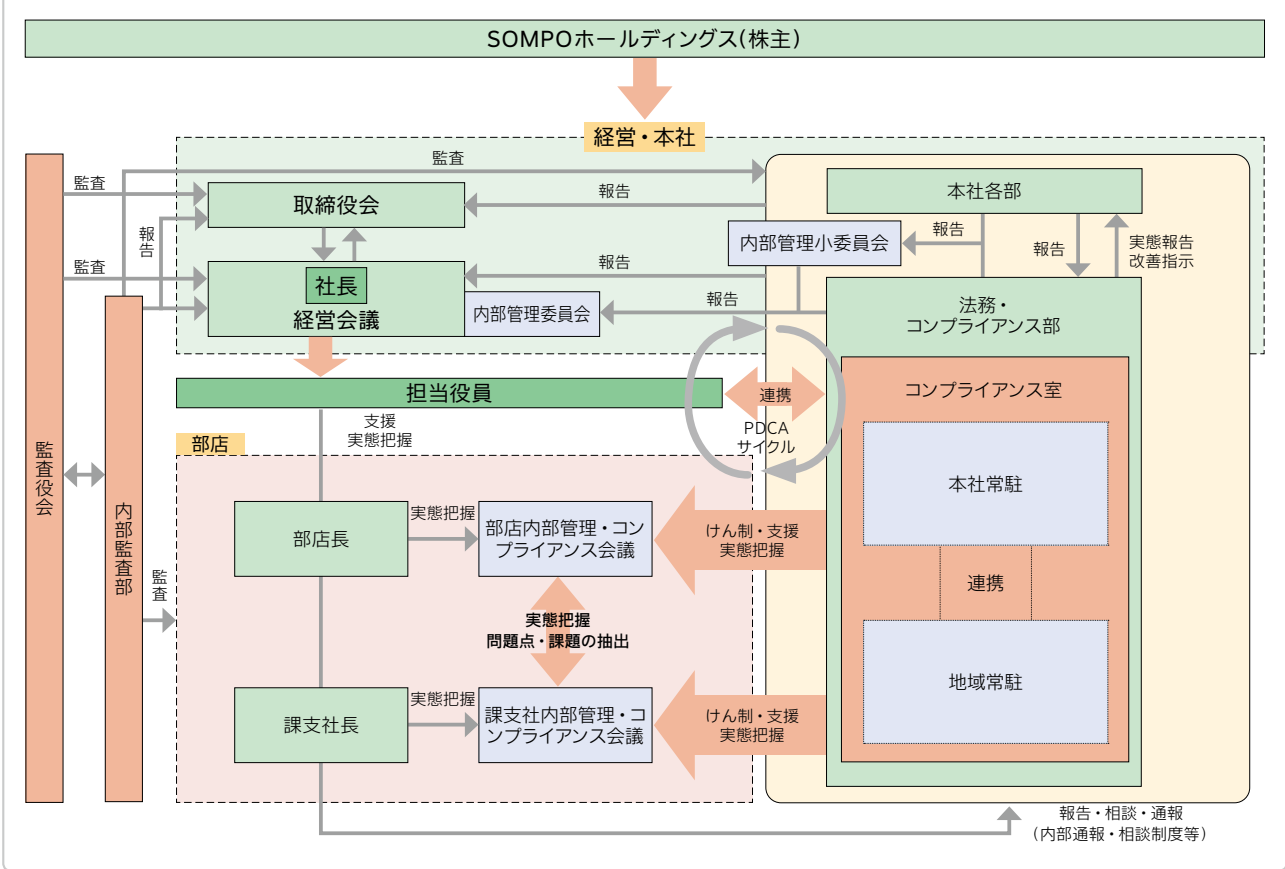 SOMPOホールディングス(株主)
経営・本社
監査
監査
取締役会
報告
本社各部
報告
内部管理小委員会
報告
報告
実態報告
改善指示
監査
社長
経営会議
報告
内部管理委員会
報告
法務・
コンプライアンス部
担当役員
連携
コンプライアンス室
支援
実態把握
PDCA
サイクル
部店
監査役会
内部監査部
本社常駐
部店長
実態把握
部店内部管理・コン
プライアンス会議
けん制・支援
実態把握
監査
連携
実態把握
問題点・課題の抽出
課支社長
実態把握
課支社内部管理・コ
ンプライアンス会議
けん制・支援
実態把握
地域常駐
報告・相談・通報
（内部通報・相談制度等）